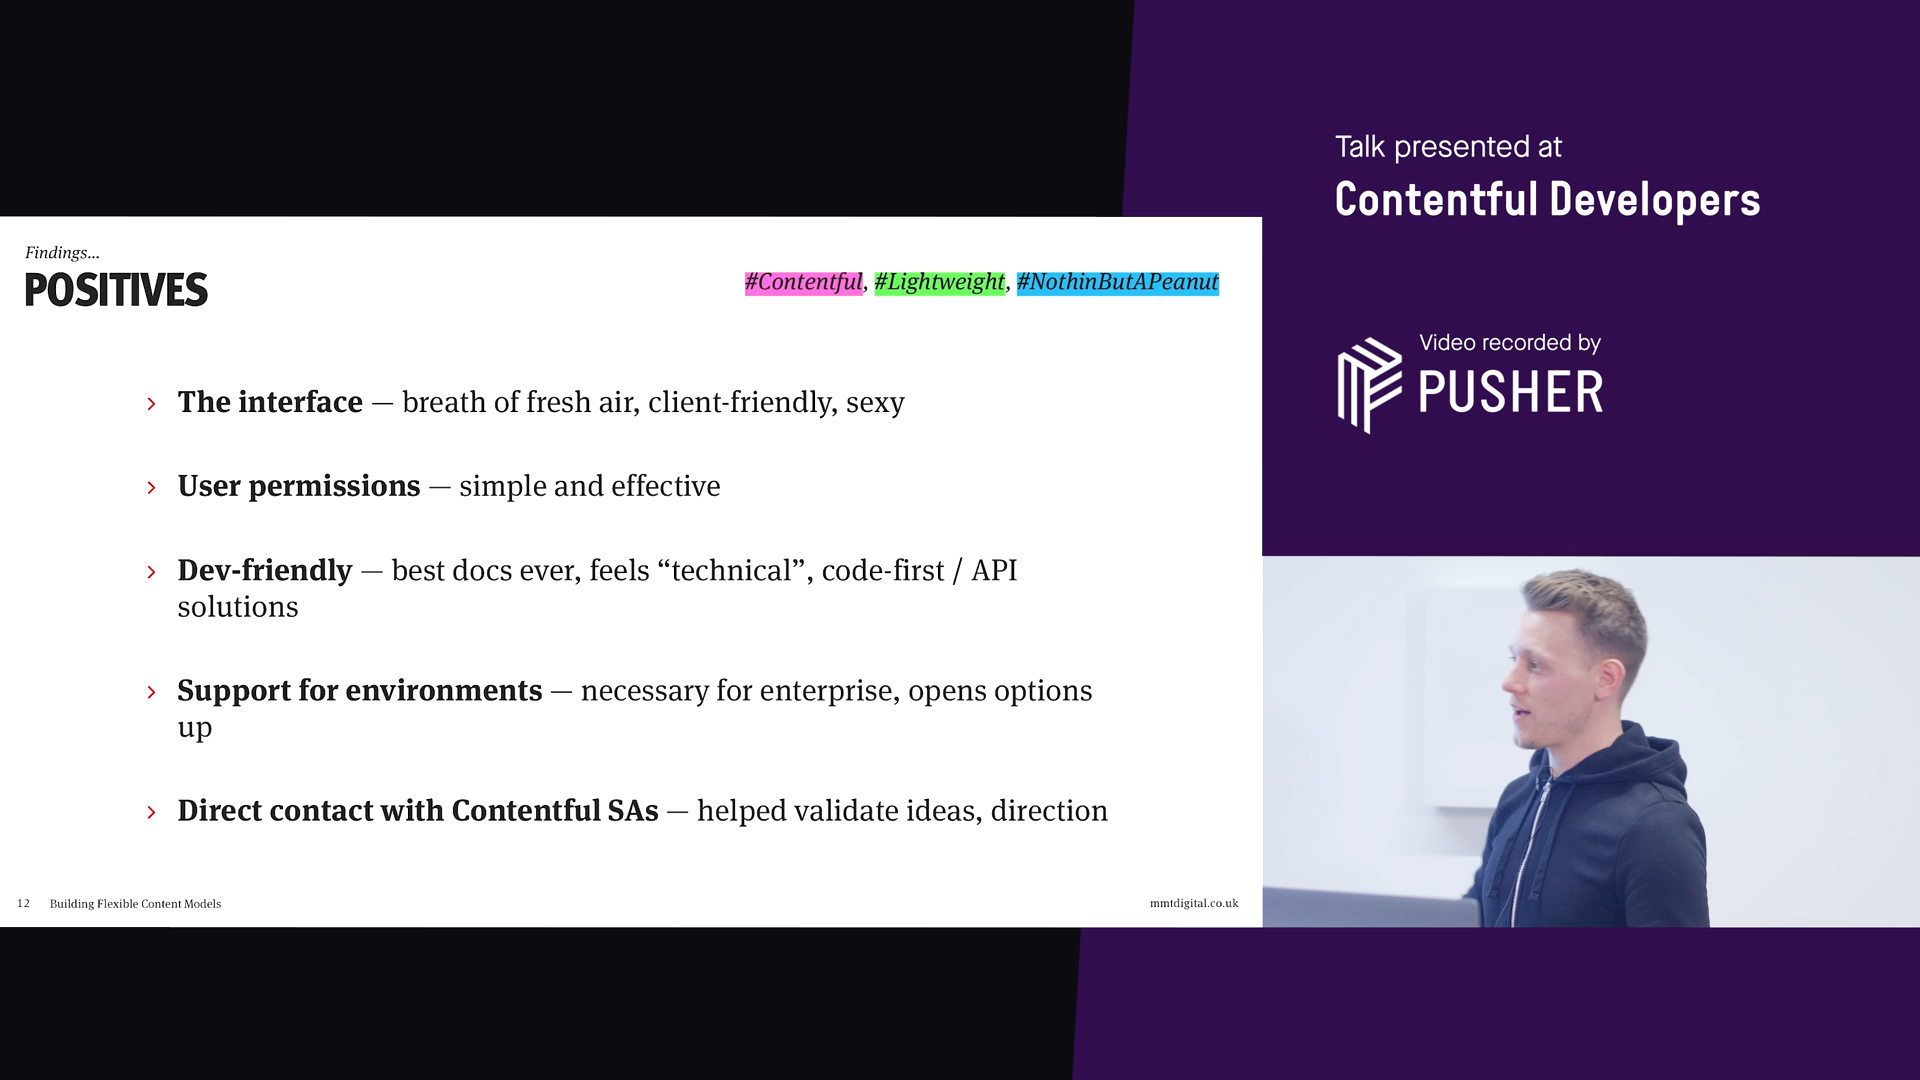 Talk presented at
Contentful Developers
Video recorded by
PUSHER
Findings...
POSITIVES
#Contentful, #Lightweight, #NothinButAPeanut
› The interface — breath of fresh air, client-friendly, sexy
› User permissions — simple and effective
› Dev-friendly — best docs ever, feels “technical”, code-first / API
solutions
› Support for environments — necessary for enterprise, opens options
up
› Direct contact with Contentful SAs — helped validate ideas, direction
12 Building Flexible Content Models
mmtdigital.co.uk